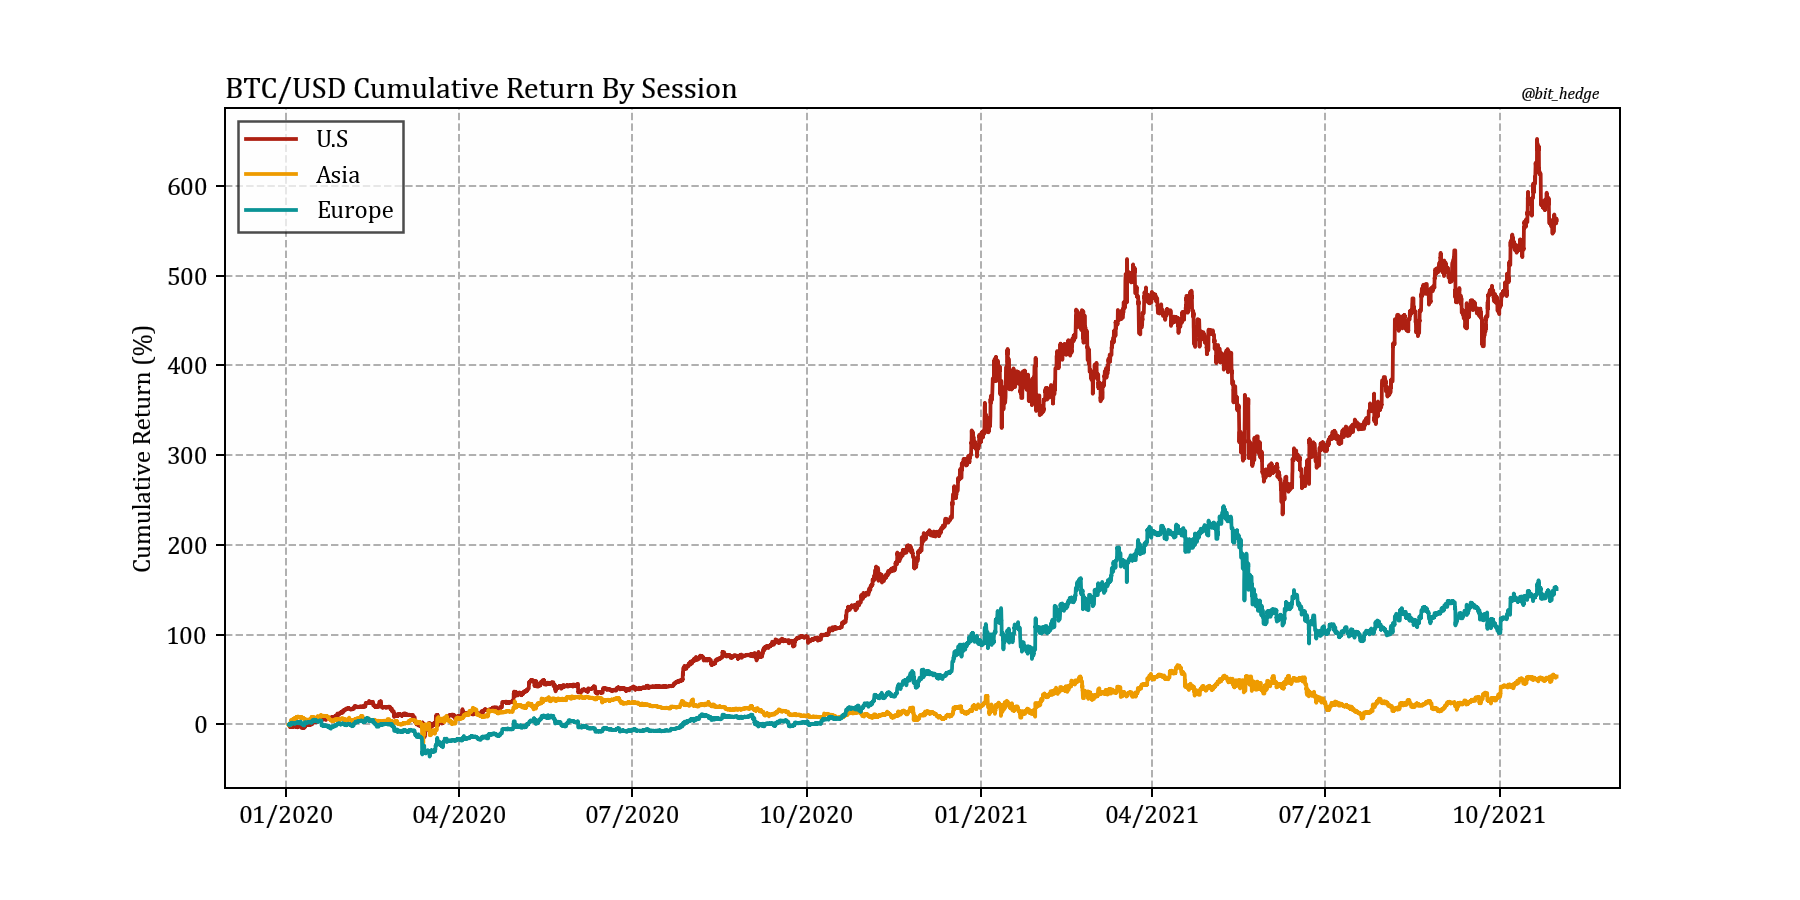 BTC/USD Cumulative Return By Session
@bit_hedge
U.S
Asia
Europe
Cumulative Return (%)
600
500
400
300
200
100
0
01/2020 04/2020 07/2020 10/2020 01/2021 04/2021 07/2021 10/2021